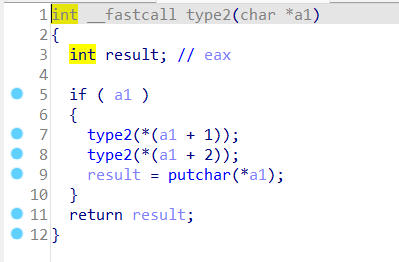 1 int __fastcall type2(char *a1)
2 {
3   int result; // eax
4
5   if ( a1 )
6   {
7     type2(*(a1 + 1));
8     type2(*(a1 + 2));
9     result = putchar(*a1);
10   }
11   return result;
12 }